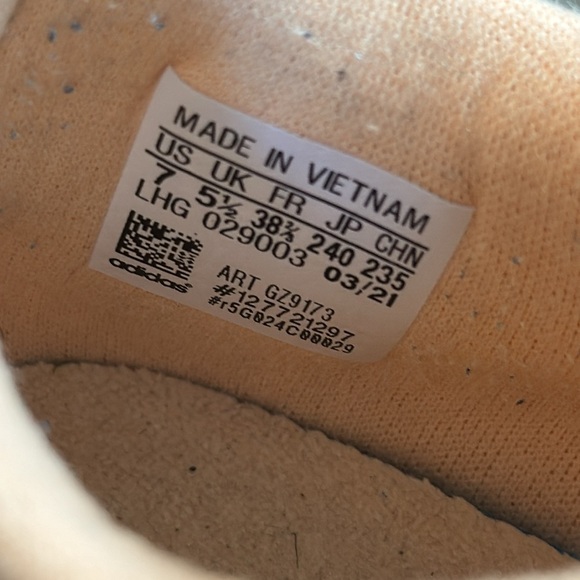 MADE IN VIETNAM
US UK FR JP CHN
7 5½ 38⅔ 240 235
LHG 029003 03/21
adidas
ART GZ9173
#127721297
#r5G024C00029